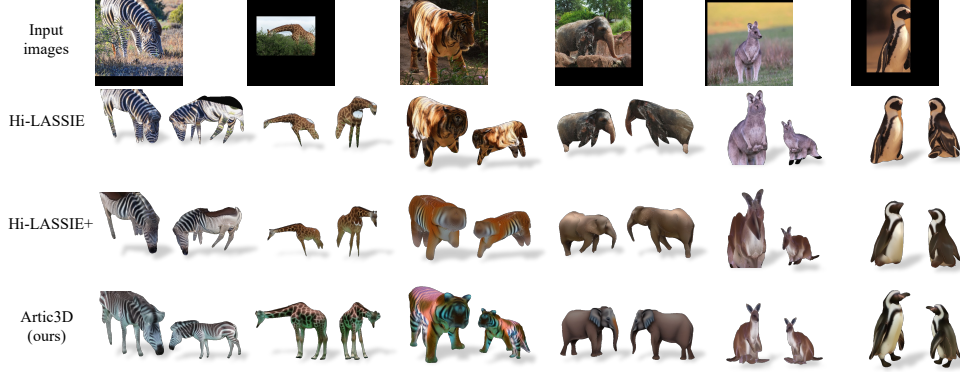 Input
images
Hi-LASSIE
Hi-LASSIE+
Artic3D
(ours)